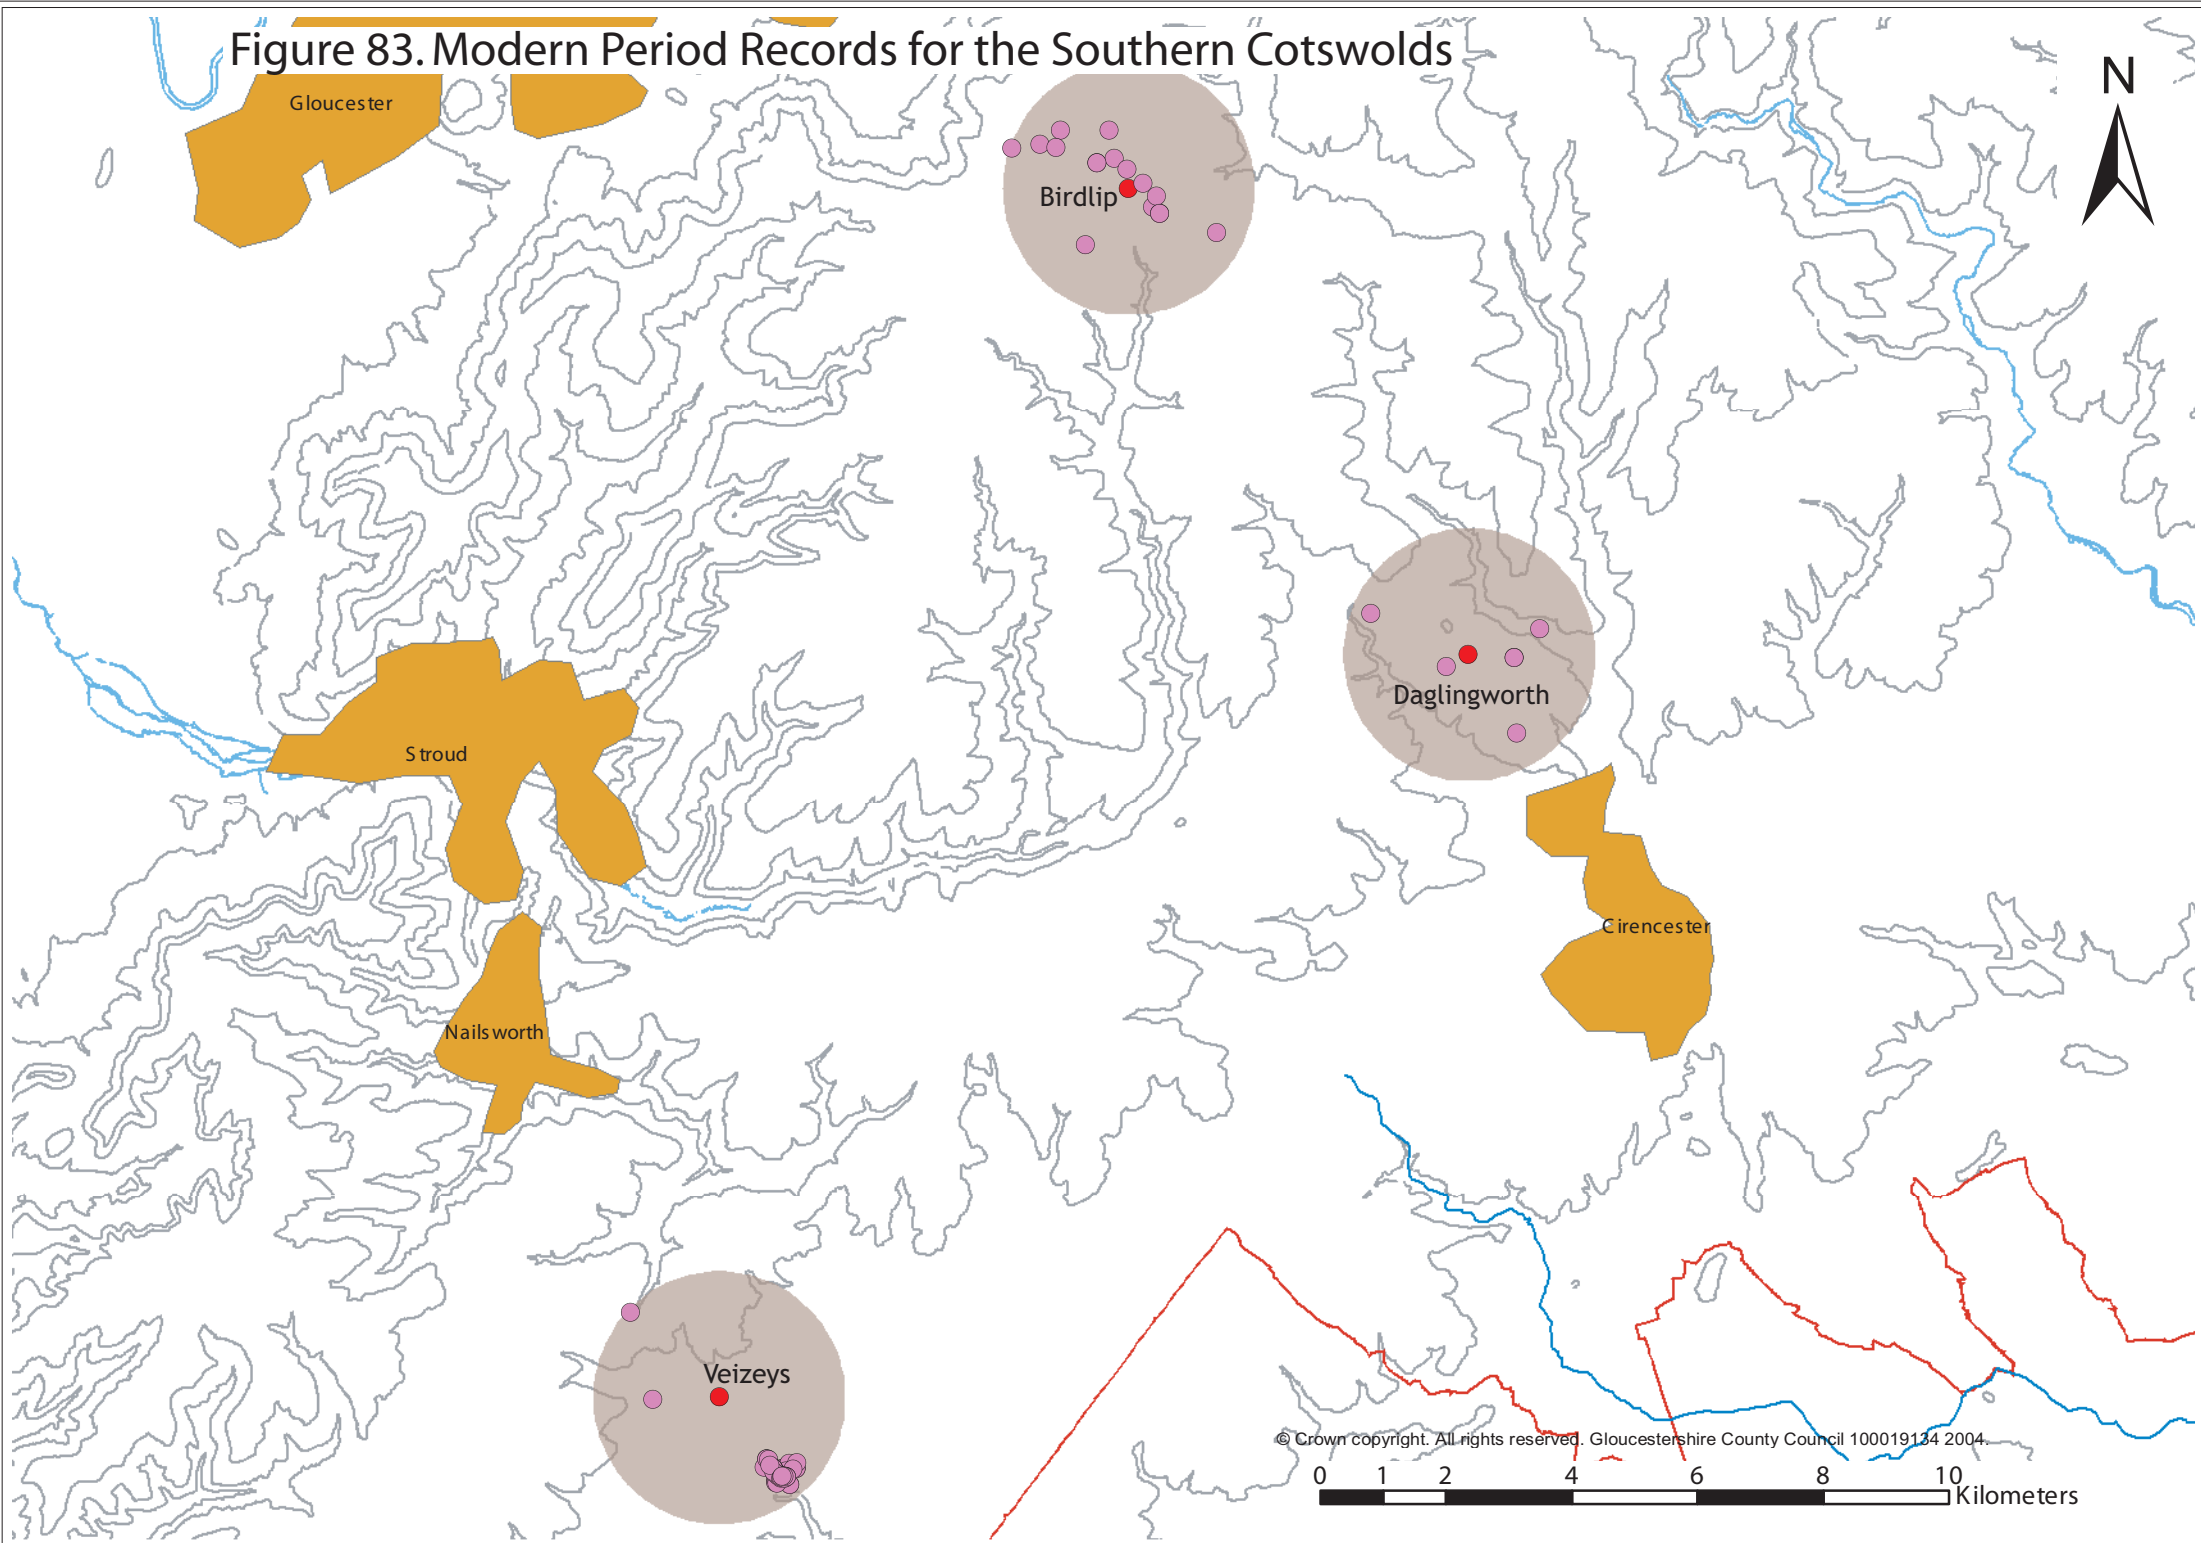 Figure 83. Modern Period Records for the Southern Cotswolds
N
Gloucester
Birdlip
Daglingworth
Stroud
Cirencester
Nailsworth
Veizeys
© Crown copyright. All rights reserved. Gloucestershire County Council 100019134 2004.
0 1 2 4 6 8 10
Kilometers